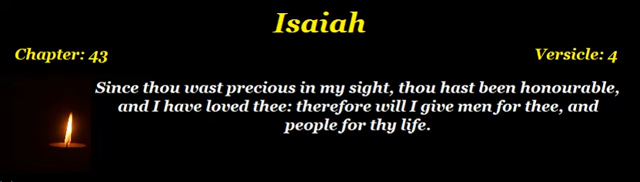 Isaiah
Chapter: 43
Versicle: 4
Since thou wast precious in my sight, thou hast been honourable,
and I have loved thee: therefore will I give men for thee, and
people for thy life.